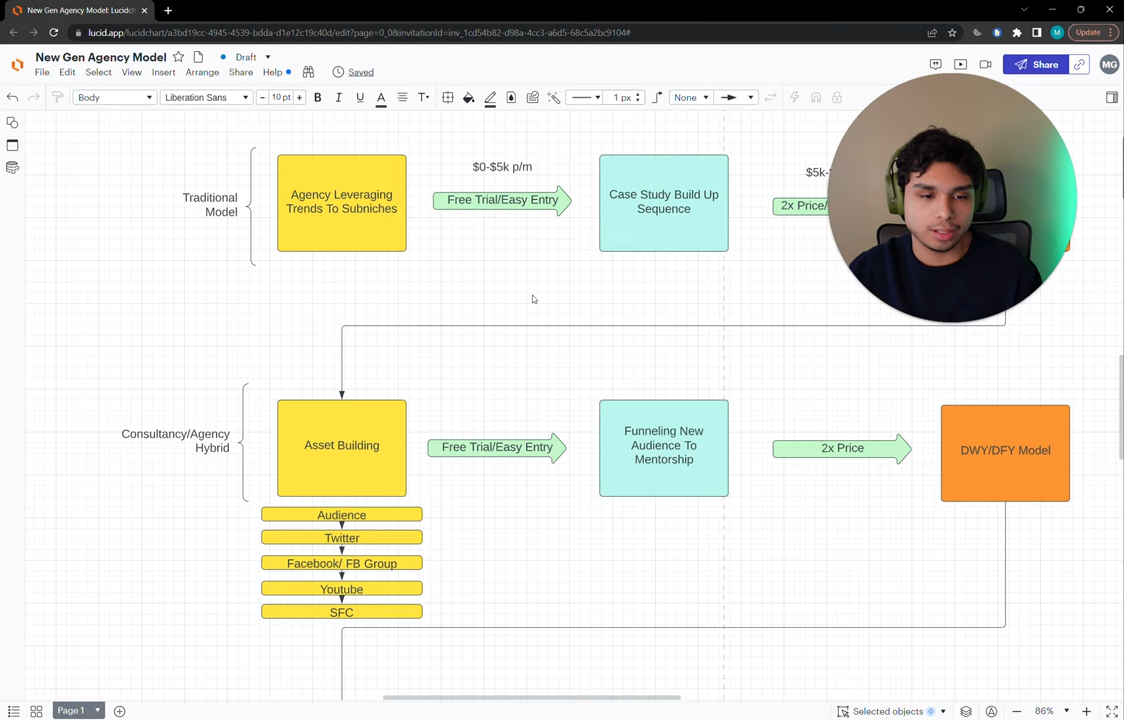 New Gen Agency Model: Lucidch
lucid.app/lucidchart/a3bd19cc-4945-4539-bdda-d1e12c19c40d/edit?page=0_0&invitationId=inv_1cd54b82-d98a-4cc3-a6d5-68c5a2bc9104#
M
Update
New Gen Agency Model
Draft
File Edit Select View Insert Arrange Share Help
Saved
Share
MG
Body
Liberation Sans
10 pt
B I U A T
1 px
None
Traditional
Model
Agency Leveraging
Trends To Subniches
$0-$5k p/m
Free Trial/Easy Entry
Case Study Build Up
Sequence
$5k-
2x Price/
Consultancy/Agency
Hybrid
Asset Building
Free Trial/Easy Entry
Funneling New
Audience To
Mentorship
2x Price
DWY/DFY Model
Audience
Twitter
Facebook/ FB Group
Youtube
SFC
Page 1
Selected objects 0
86%